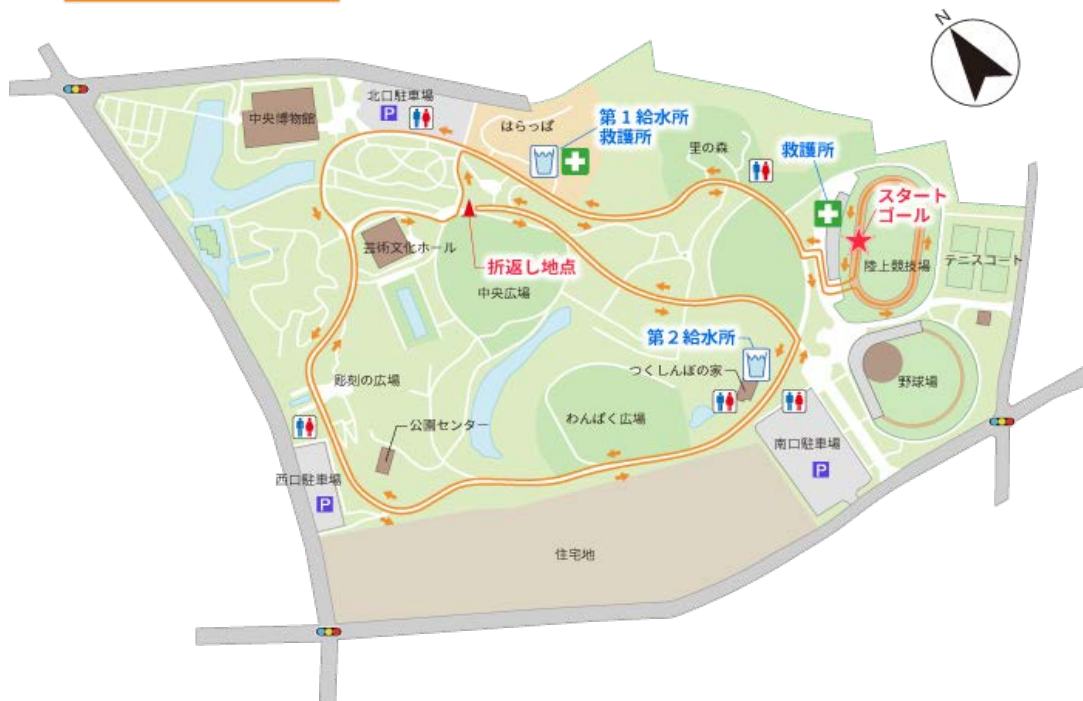 N
北口駐車場
P
中央博物館
はらっぱ
第1給水所
救護所
里の森
救護所
スタート
ゴール
芸術文化ホール
折返し地点
陸上競技場
テニスコート
中央広場
第2給水所
つくしんぼの家
彫刻の広場
野球場
わんぱく広場
公園センター
南口駐車場
P
西口駐車場
P
住宅地